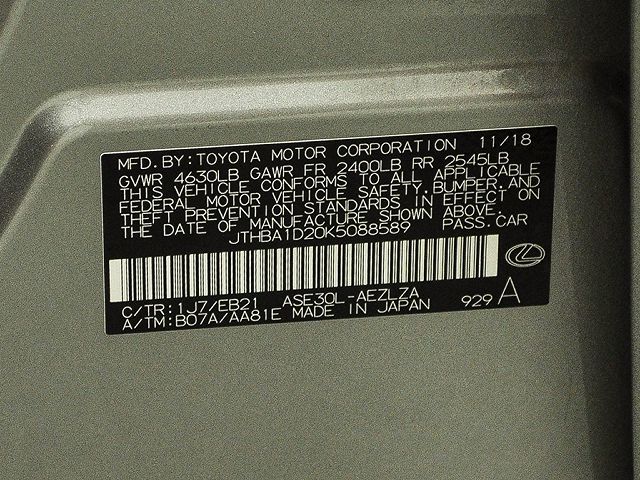 MFD.BY:TOYOTA MOTOR CORPORATION 11/18
GVWR 4630LB GAWR FR 2400LB RR 2545LB
THIS VEHICLE CONFORMS TO ALL APPLICABLE
FEDERAL MOTOR VEHICLE SAFETY,BUMPER,AND
THEFT PREVENTION STANDARDS IN EFFECT ON
THE DATE OF MANUFACTURE SHOWN ABOVE.
JTHBA1D20K5088589 PASS.CAR
C/TR:1J7/EB21 ASE30L-AEZLZA
A/TM:B07A/AA81E MADE IN JAPAN 929 A